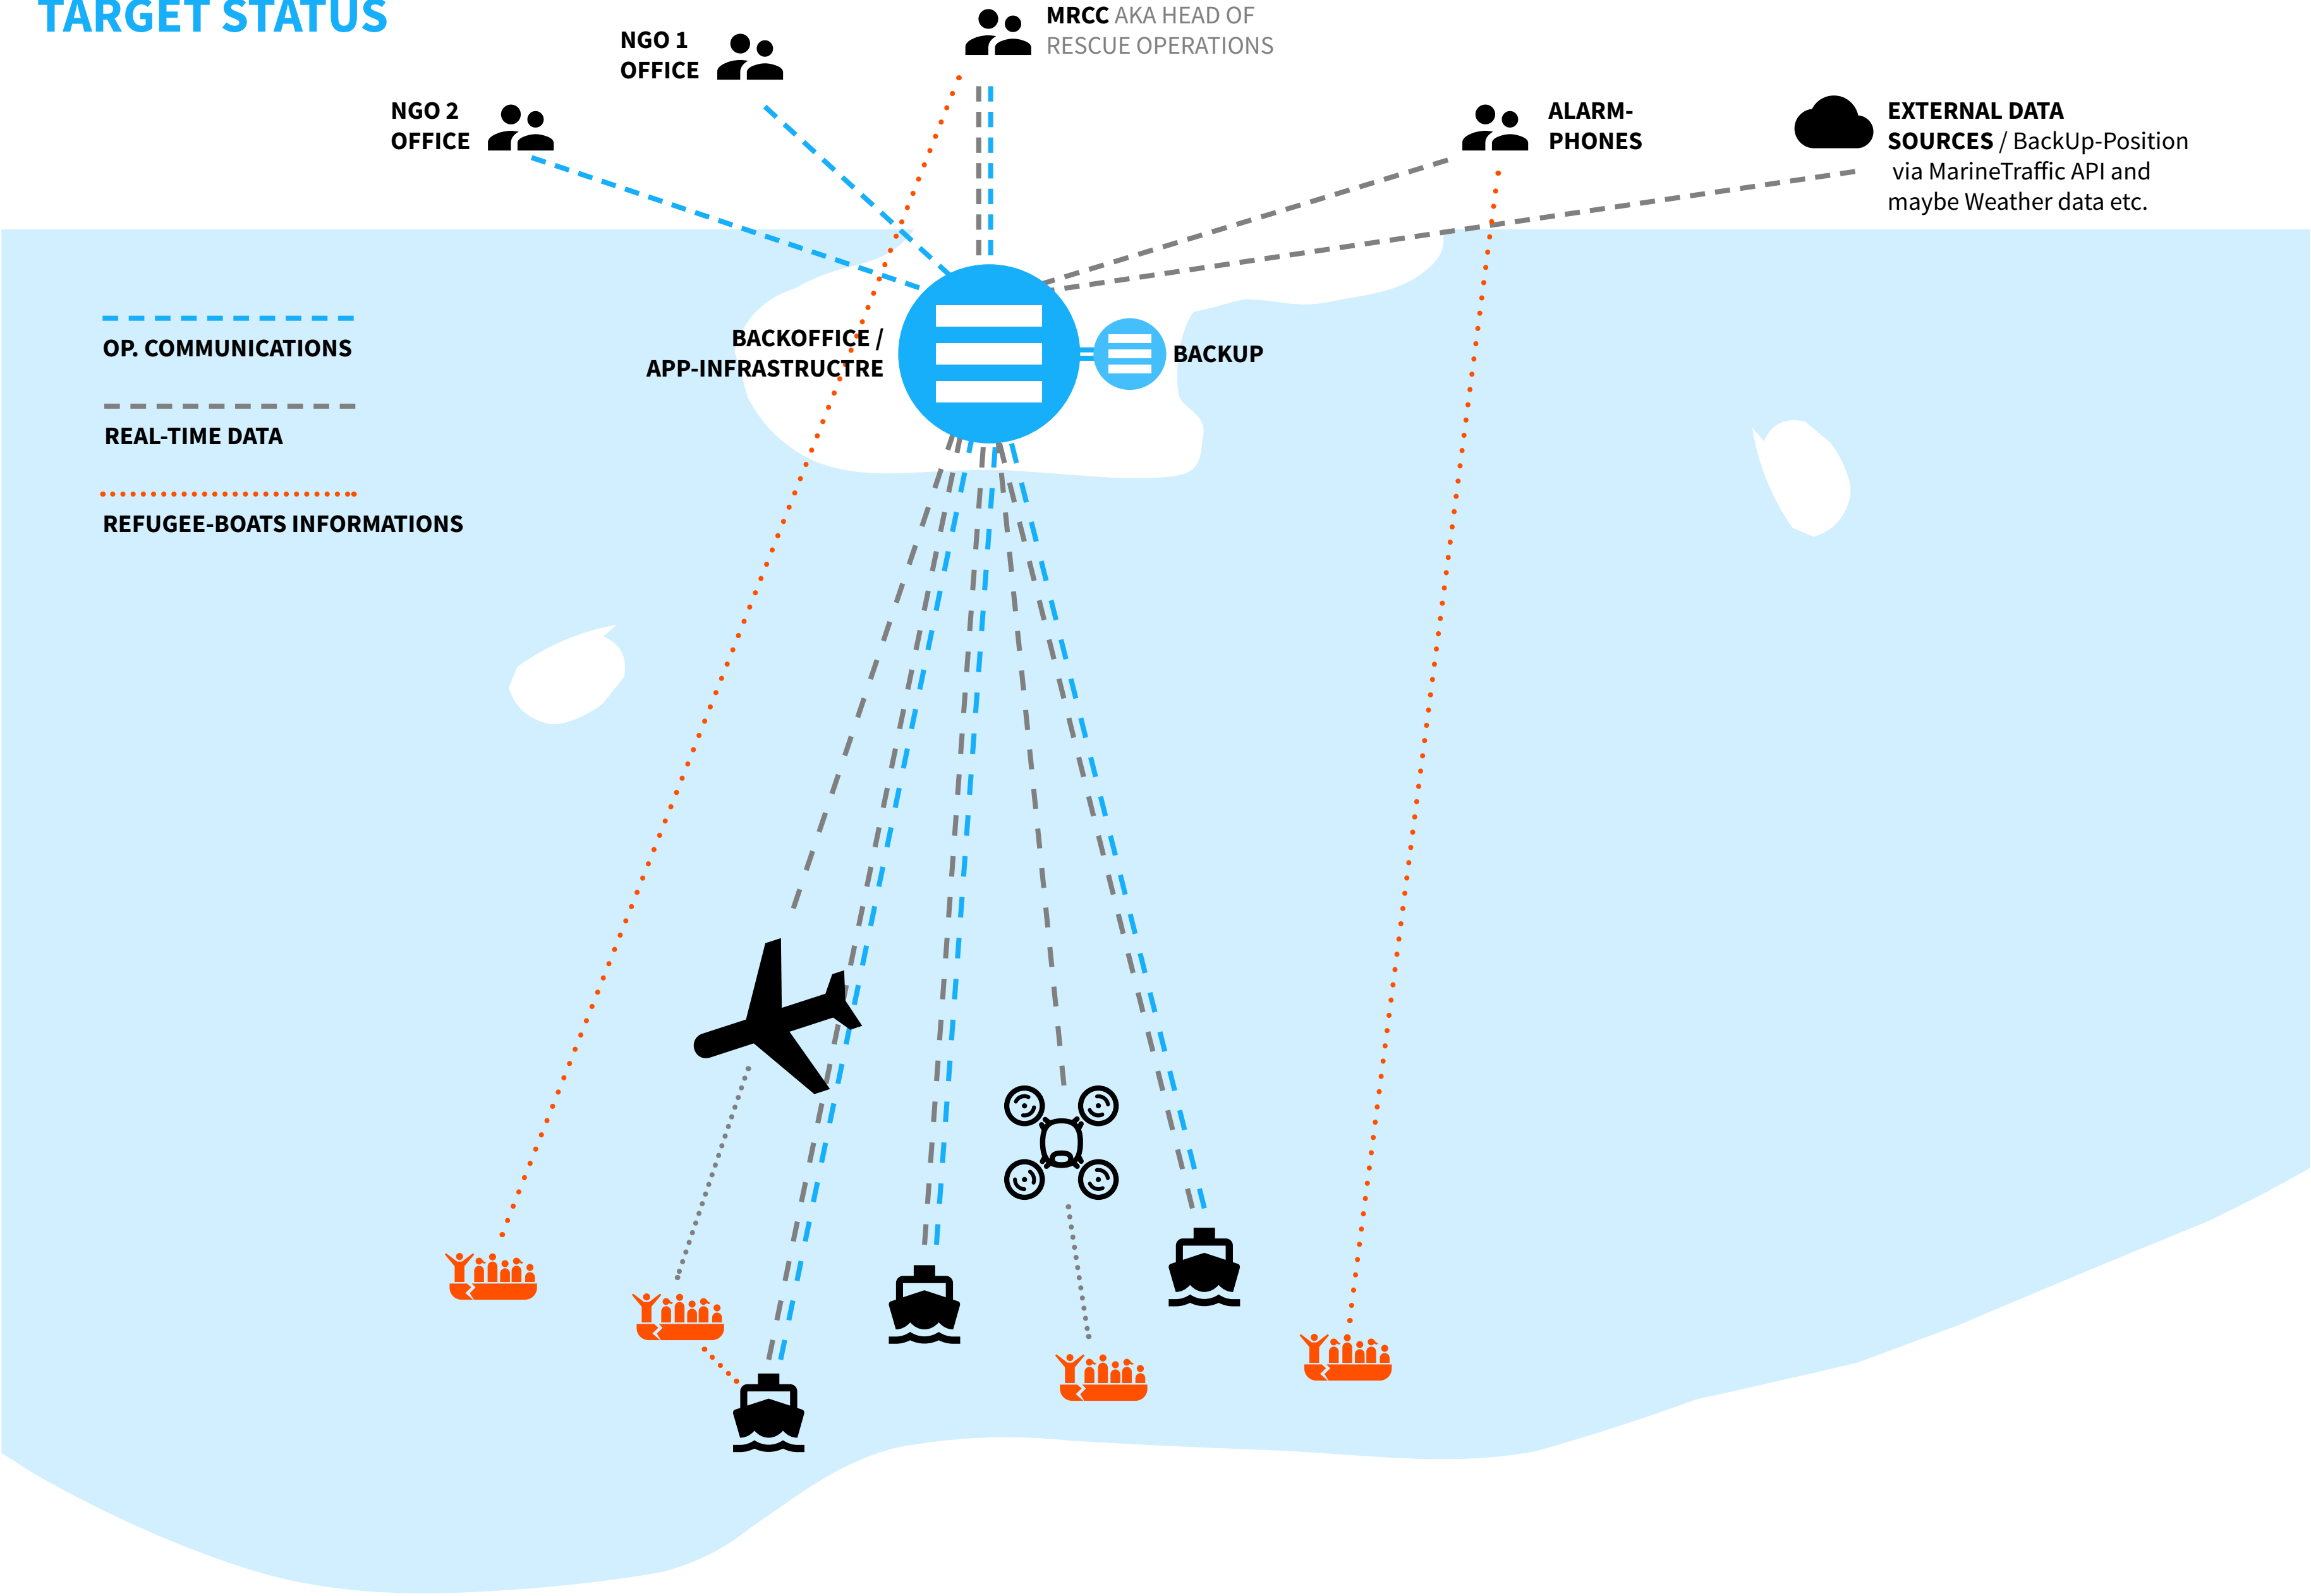 TARGET STATUS
MRCC AKA HEAD OF
RESCUE OPERATIONS
NGO 1
OFFICE
NGO 2
OFFICE
ALARM-
PHONES
EXTERNAL DATA
SOURCES / BackUp-Position
via MarineTraffic API and
maybe Weather data etc.
BACKOFFICE /
APP-INFRASTRUCTRE
BACKUP
OP. COMMUNICATIONS
REAL-TIME DATA
REFUGEE-BOATS INFORMATIONS